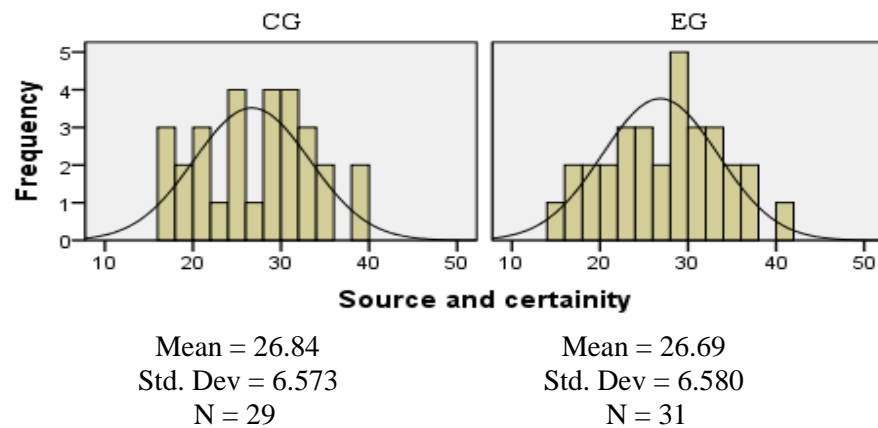 CG EG
Frequency
5
4
3
2
1
0
10 20 30 40 50 10 20 30 40 50
Source and certainity
Mean = 26.84 Mean = 26.69
Std. Dev = 6.573 Std. Dev = 6.580
N = 29 N = 31